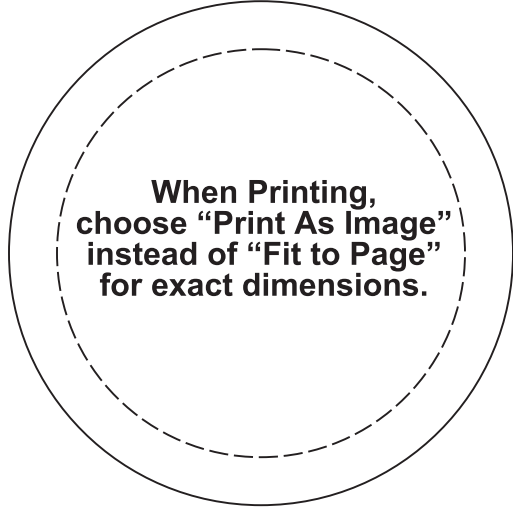 When Printing,
choose “Print As Image”
instead of “Fit to Page”
for exact dimensions.